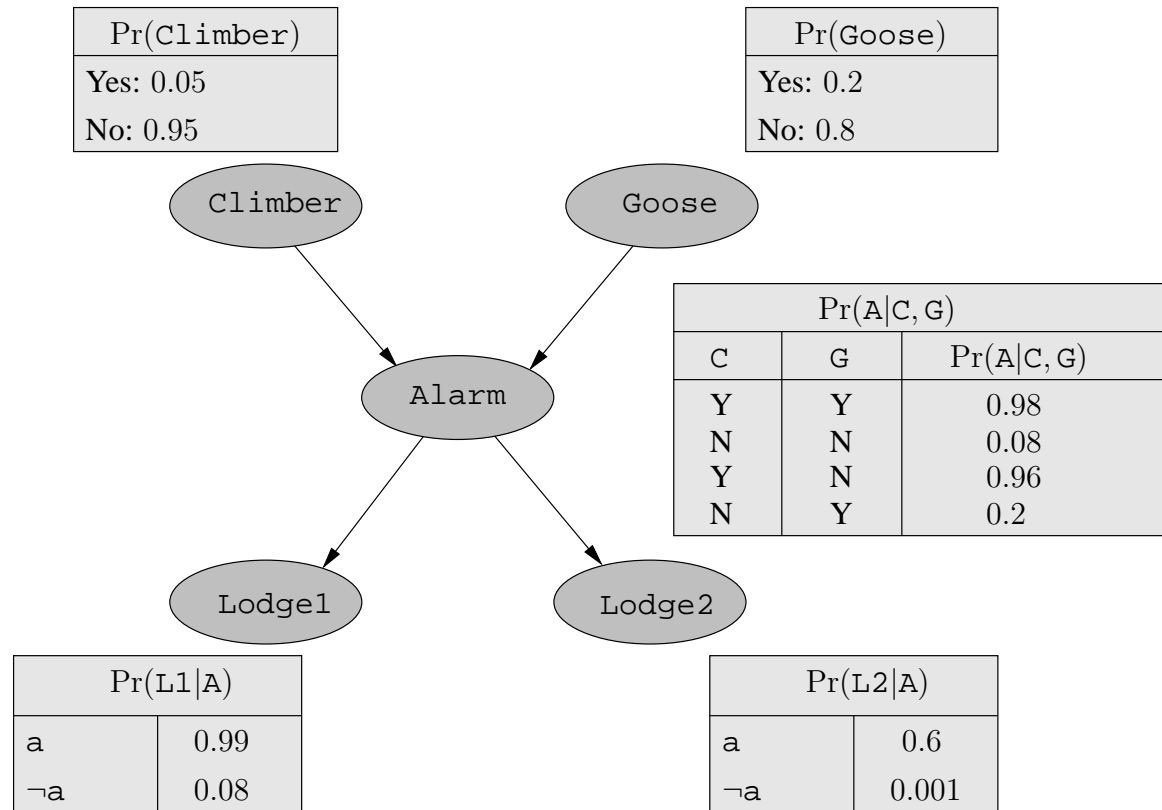 Pr(Climber)
Yes: 0.05
No: 0.95
Pr(Goose)
Yes: 0.2
No: 0.8
Climber
Goose
Pr(A|C, G)
C G Pr(A|C, G)
Y Y 0.98
N N 0.08
Y N 0.96
N Y 0.2
Alarm
Lodge1
Lodge2
Pr(L1|A)
a 0.99
¬a 0.08
Pr(L2|A)
a 0.6
¬a 0.001